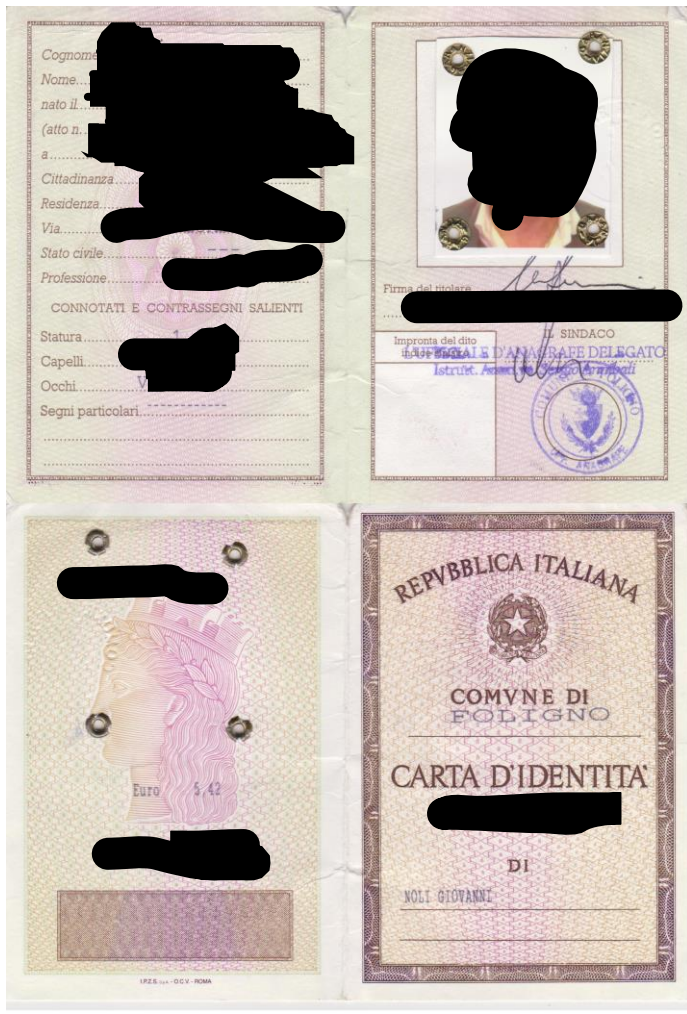 Cognome
Nome
nato il
(atto n.
a
Cittadinanza
Residenza
Via
Stato civile
Professione
CONNOTATI E CONTRASSEGNI SALIENTI
Statura
Capelli
Occhi
Segni particolari
Firma del titolare
IL SINDACO
Impronta del dito
D'ANAGRAFE DELEGATO
Euro 5,42
I.P.Z.S. - O.C.V. - ROMA
REPVBBLICA ITALIANA
COMVNE DI
FOLIGNO
CARTA D'IDENTITA'
DI
NOLI GIOVANNI